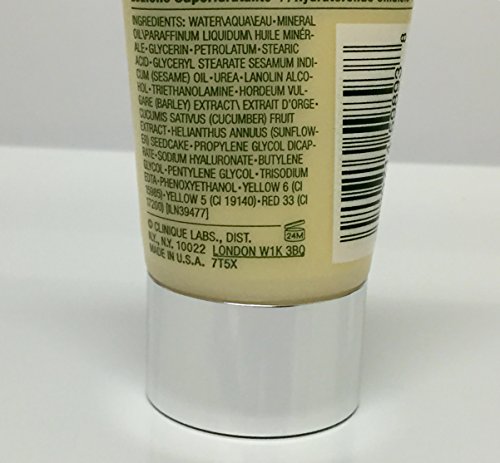 INGREDIENTS: WATER\AQUA\EAU•MINERAL
OIL\PARAFFINUM LIQUIDUM\ HUILE MINÉR-
ALE•GLYCERIN•PETROLATUM•STEARIC
ACID•GLYCERYL STEARATE SESAMUM INDI-
CUM (SESAME) OIL•UREA•LANOLIN ALCO-
HOL•TRIETHANOLAMINE•HORDEUM VUL-
GARE (BARLEY) EXTRACT\ EXTRAIT D'ORGE•
CUCUMIS SATIVUS (CUCUMBER) FRUIT
EXTRACT•HELIANTHUS ANNUUS (SUNFLOW-
ER) SEEDCAKE•PROPYLENE GLYCOL DICAP-
RATE•SODIUM HYALURONATE•BUTYLENE
GLYCOL•PENTYLENE GLYCOL•TRISODIUM
EDTA•PHENOXYETHANOL•YELLOW 6 (CI
15985)•YELLOW 5 (CI 19140)•RED 33 (CI
17200) [ILN39477]
© CLINIQUE LABS., DIST.
N.Y., N.Y. 10022 LONDON W1K 3BQ
MADE IN U.S.A. 7T5X
24M
8